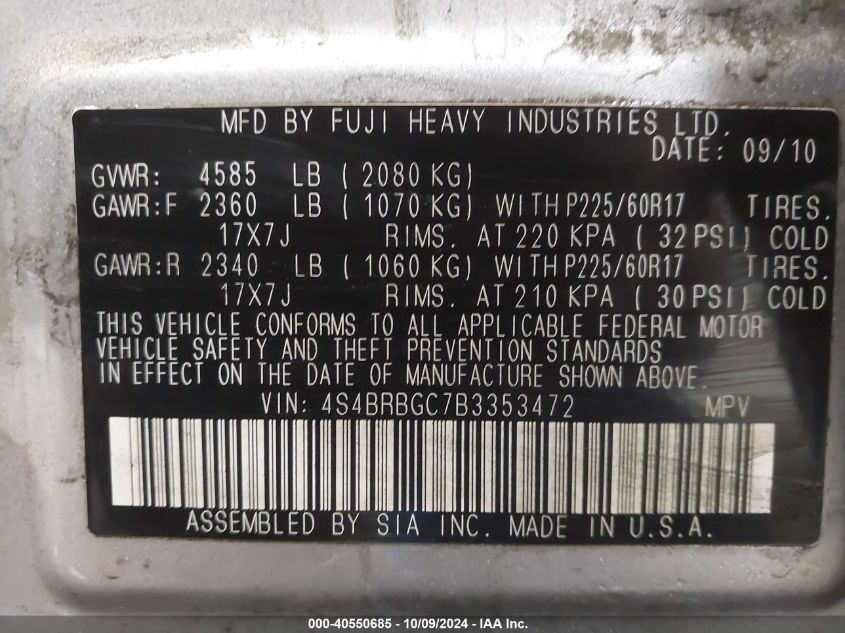 MFD BY FUJI HEAVY INDUSTRIES LTD.
DATE: 09/10
GVWR: 4585 LB ( 2080 KG)
GAWR:F 2360 LB ( 1070 KG) WITH P225/60R17 TIRES.
17X7J RIMS. AT 220 KPA ( 32 PSI) COLD
GAWR:R 2340 LB ( 1060 KG) WITH P225/60R17 TIRES.
17X7J RIMS. AT 210 KPA ( 30 PSI) COLD
THIS VEHICLE CONFORMS TO ALL APPLICABLE FEDERAL MOTOR
VEHICLE SAFETY AND THEFT PREVENTION STANDARDS
IN EFFECT ON THE DATE OF MANUFACTURE SHOWN ABOVE.
VIN: 4S4BRBGC7B3353472 MPV
ASSEMBLED BY SIA INC. MADE IN U.S.A.
000-40550685 - 10/09/2024 - IAA Inc.